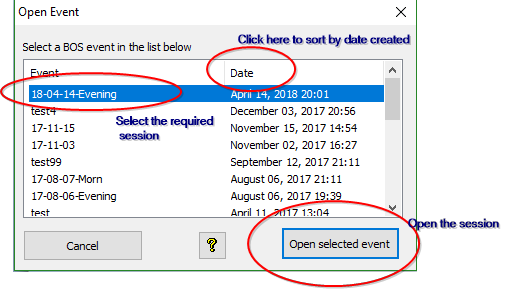 Open Event
Click here to sort by date created
Select a BOS event in the list below
Event Date
18-04-14-Evening April 14, 2018 20:01
test4 December 03, 2017 20:56
17-11-15 November 15, 2017 14:54
17-11-03 November 02, 2017 16:27
test99 September 12, 2017 21:11
17-08-07-Morn August 06, 2017 21:11
17-08-06-Evening August 06, 2017 19:39
test April 11, 2017 13:04
Select the required
session
Open the session
Cancel ? Open selected event